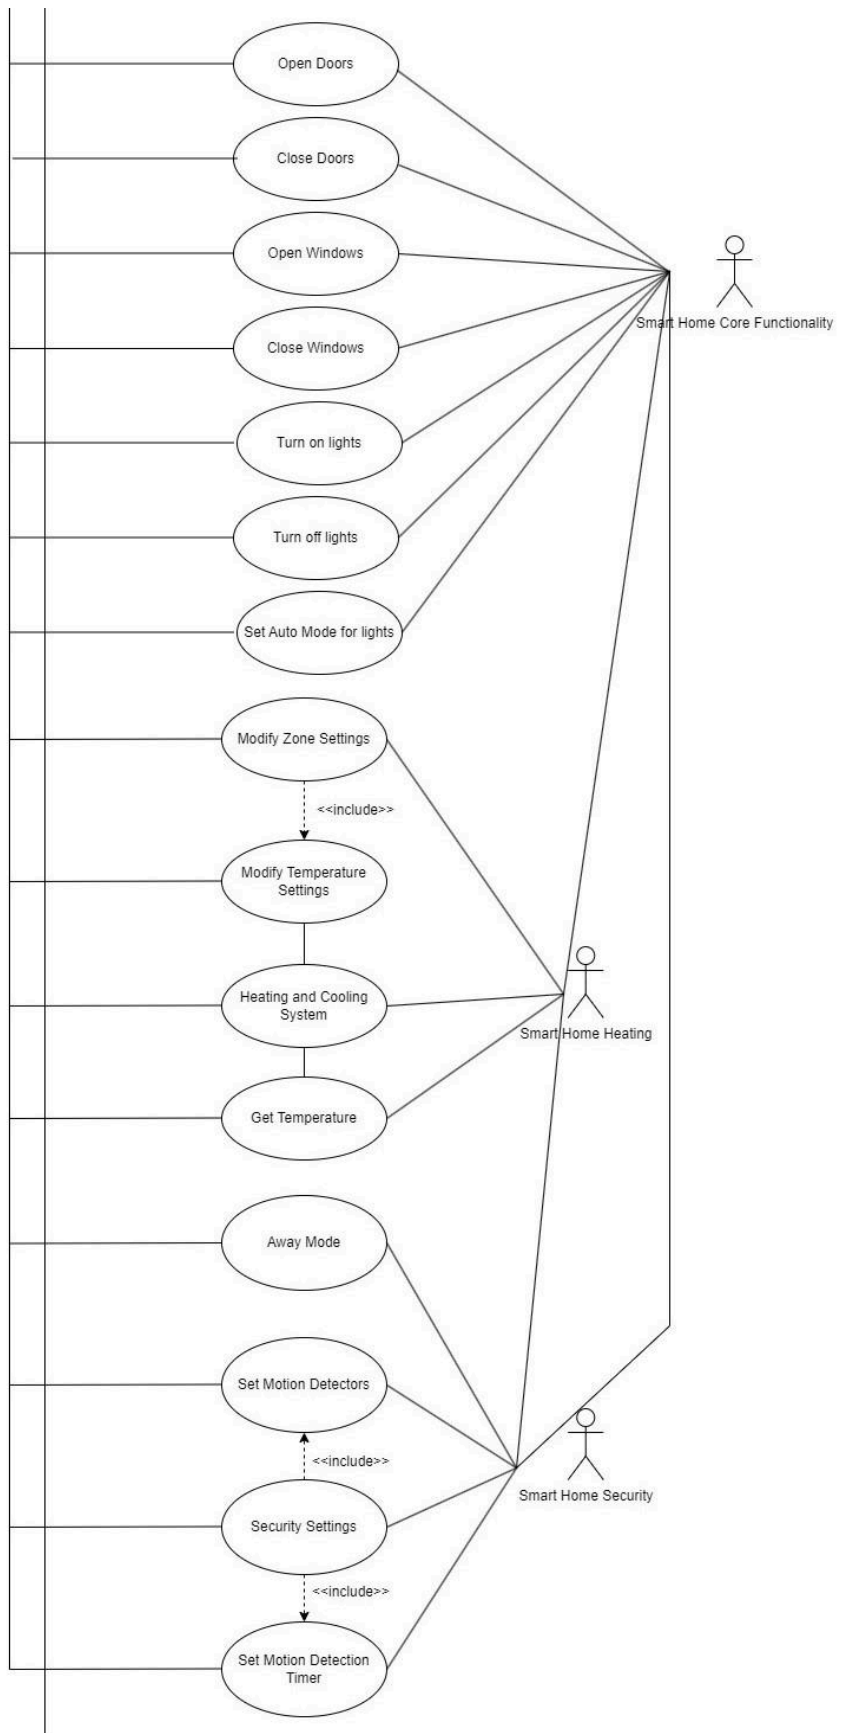 Open Doors
Close Doors
Open Windows
Smart Home Core Functionality
Close Windows
Turn on lights
Turn off lights
Set Auto Mode for lights
Modify Zone Settings
<<include>>
Modify Temperature
Settings
Heating and Cooling
System
Smart Home Heating
Get Temperature
Away Mode
Set Motion Detectors
<<include>>
Smart Home Security
Security Settings
<<include>>
Set Motion Detection
Timer